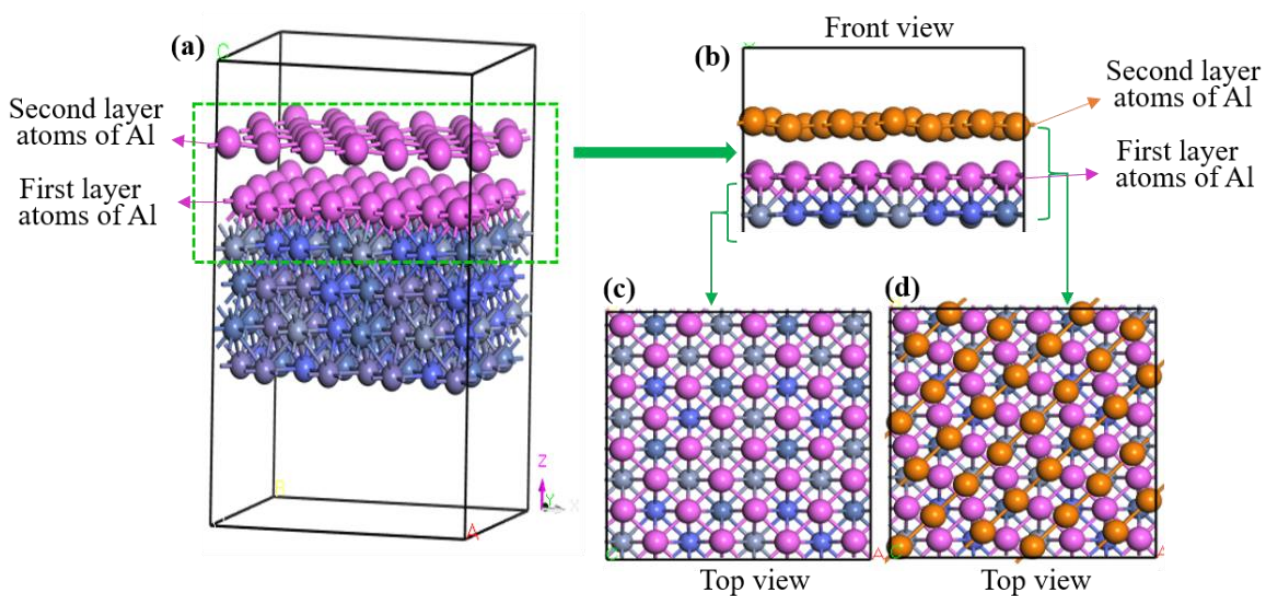 (a)
C
Second layer
atoms of Al
First layer
atoms of Al
B
A
Z
Y
X
Front view
(b)
Second layer
atoms of Al
First layer
atoms of Al
(c)
A
Top view
(d)
Top view